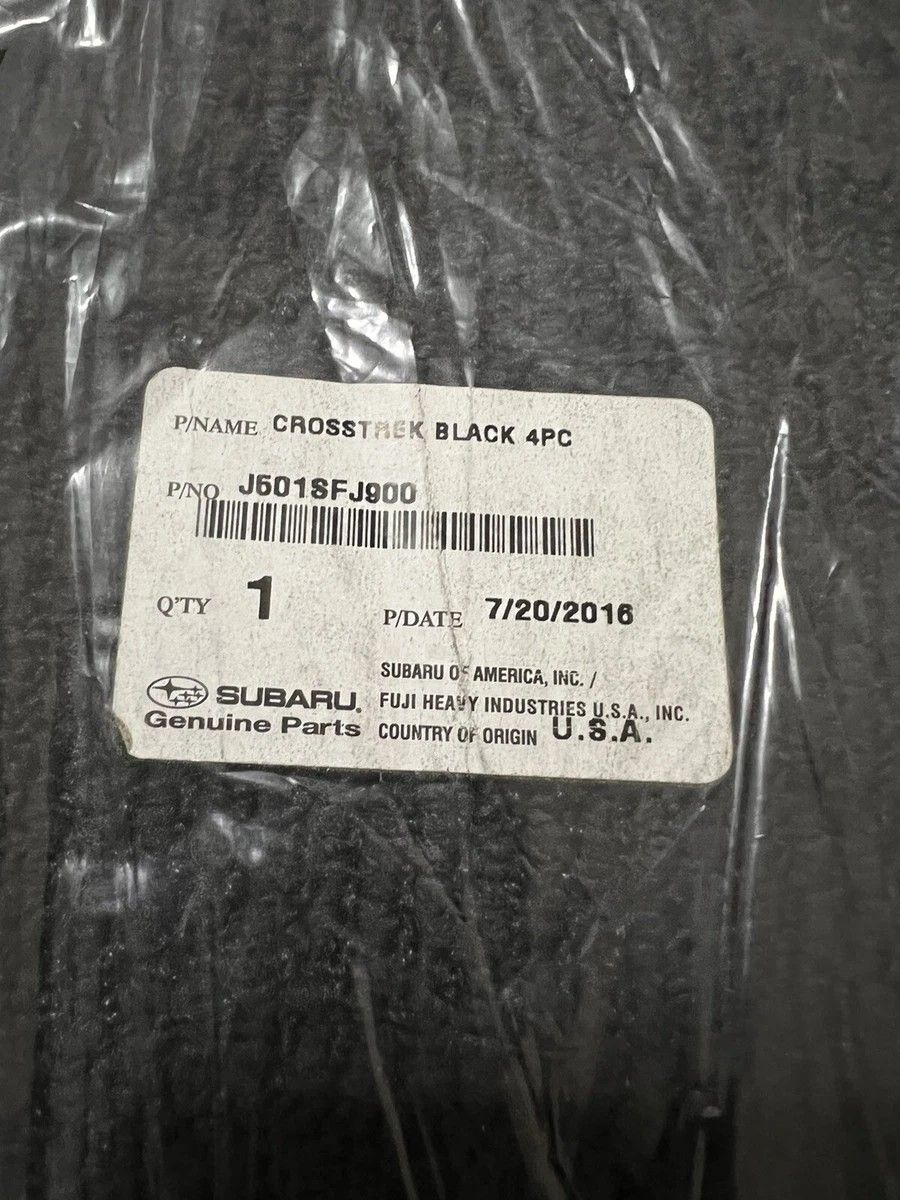 P/NAME CROSSTREK BLACK 4PC
P/NO J501SFJ900
Q'TY 1
P/DATE 7/20/2016
SUBARU OF AMERICA, INC. /
FUJI HEAVY INDUSTRIES U.S.A., INC.
COUNTRY OF ORIGIN U.S.A.
SUBARU.
Genuine Parts